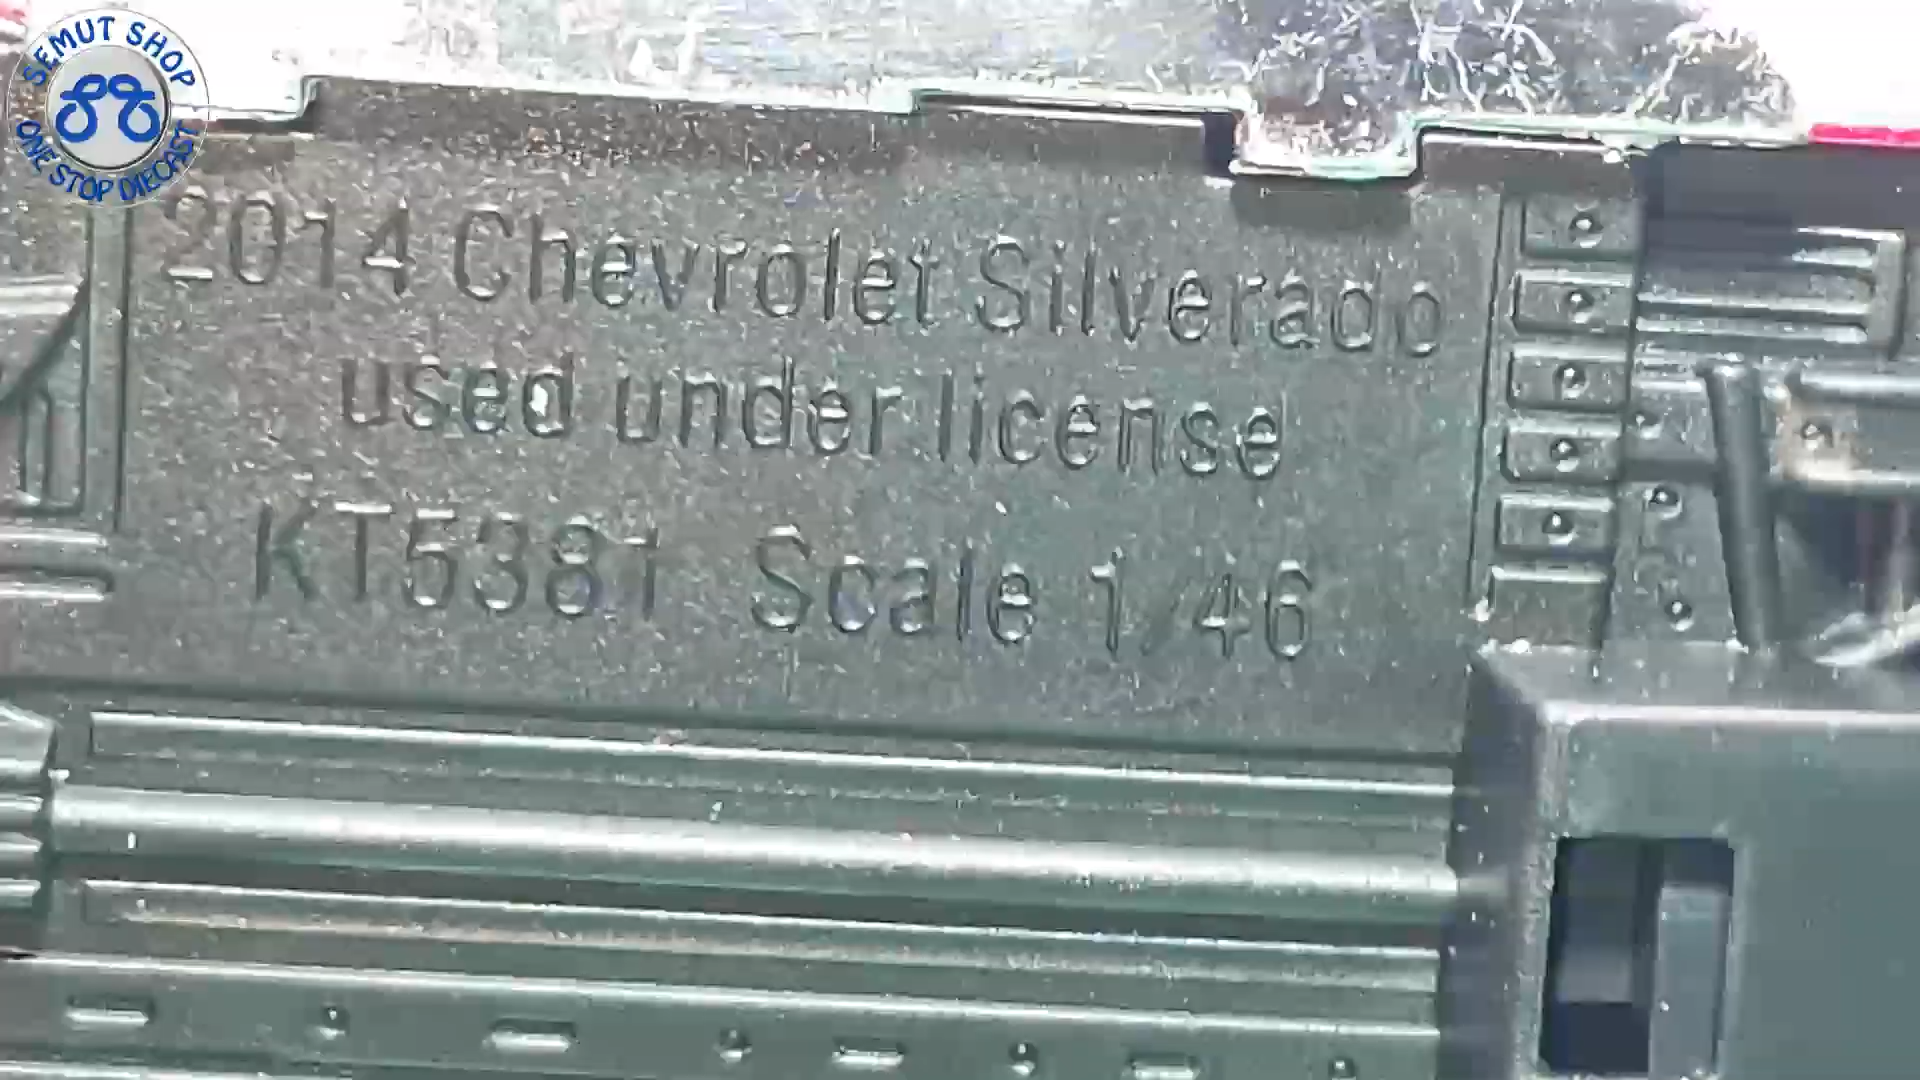 SEMUT SHOP
ONE STOP DIECAST
2014 Chevrolet Silverado
used under license
KT5381 Scale 1/46